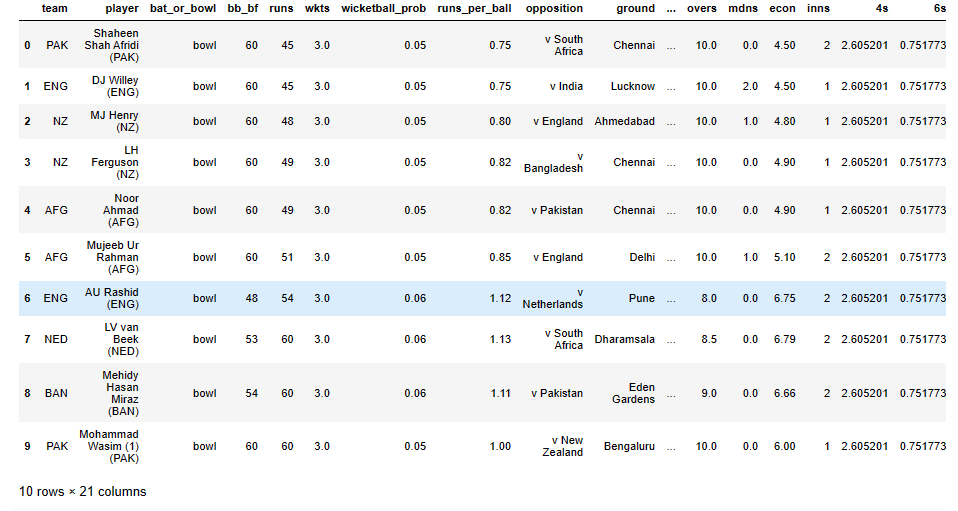 team player bat_or_bowl bb_bf runs wkts wicketball_prob runs_per_ball opposition ground ... overs mdns econ inns 4s 6s
0 PAK Shaheen Shah Afridi (PAK) bowl 60 45 3.0 0.05 0.75 v South Africa Chennai ... 10.0 0.0 4.50 2 2.605201 0.751773
1 ENG DJ Willey (ENG) bowl 60 45 3.0 0.05 0.75 v India Lucknow ... 10.0 2.0 4.50 1 2.605201 0.751773
2 NZ MJ Henry (NZ) bowl 60 48 3.0 0.05 0.80 v England Ahmedabad ... 10.0 1.0 4.80 1 2.605201 0.751773
3 NZ LH Ferguson (NZ) bowl 60 49 3.0 0.05 0.82 v Bangladesh Chennai ... 10.0 0.0 4.90 1 2.605201 0.751773
4 AFG Noor Ahmad (AFG) bowl 60 49 3.0 0.05 0.82 v Pakistan Chennai ... 10.0 0.0 4.90 1 2.605201 0.751773
5 AFG Mujeeb Ur Rahman (AFG) bowl 60 51 3.0 0.05 0.85 v England Delhi ... 10.0 1.0 5.10 2 2.605201 0.751773
6 ENG AU Rashid (ENG) bowl 48 54 3.0 0.06 1.12 v Netherlands Pune ... 8.0 0.0 6.75 2 2.605201 0.751773
7 NED LV van Beek (NED) bowl 53 60 3.0 0.06 1.13 v South Africa Dharamsala ... 8.5 0.0 6.79 2 2.605201 0.751773
8 BAN Mehidy Hasan Miraz (BAN) bowl 54 60 3.0 0.06 1.11 v Pakistan Eden Gardens ... 9.0 0.0 6.66 2 2.605201 0.751773
9 PAK Mohammad Wasim (1) (PAK) bowl 60 60 3.0 0.05 1.00 v New Zealand Bengaluru ... 10.0 0.0 6.00 1 2.605201 0.751773
10 rows × 21 columns